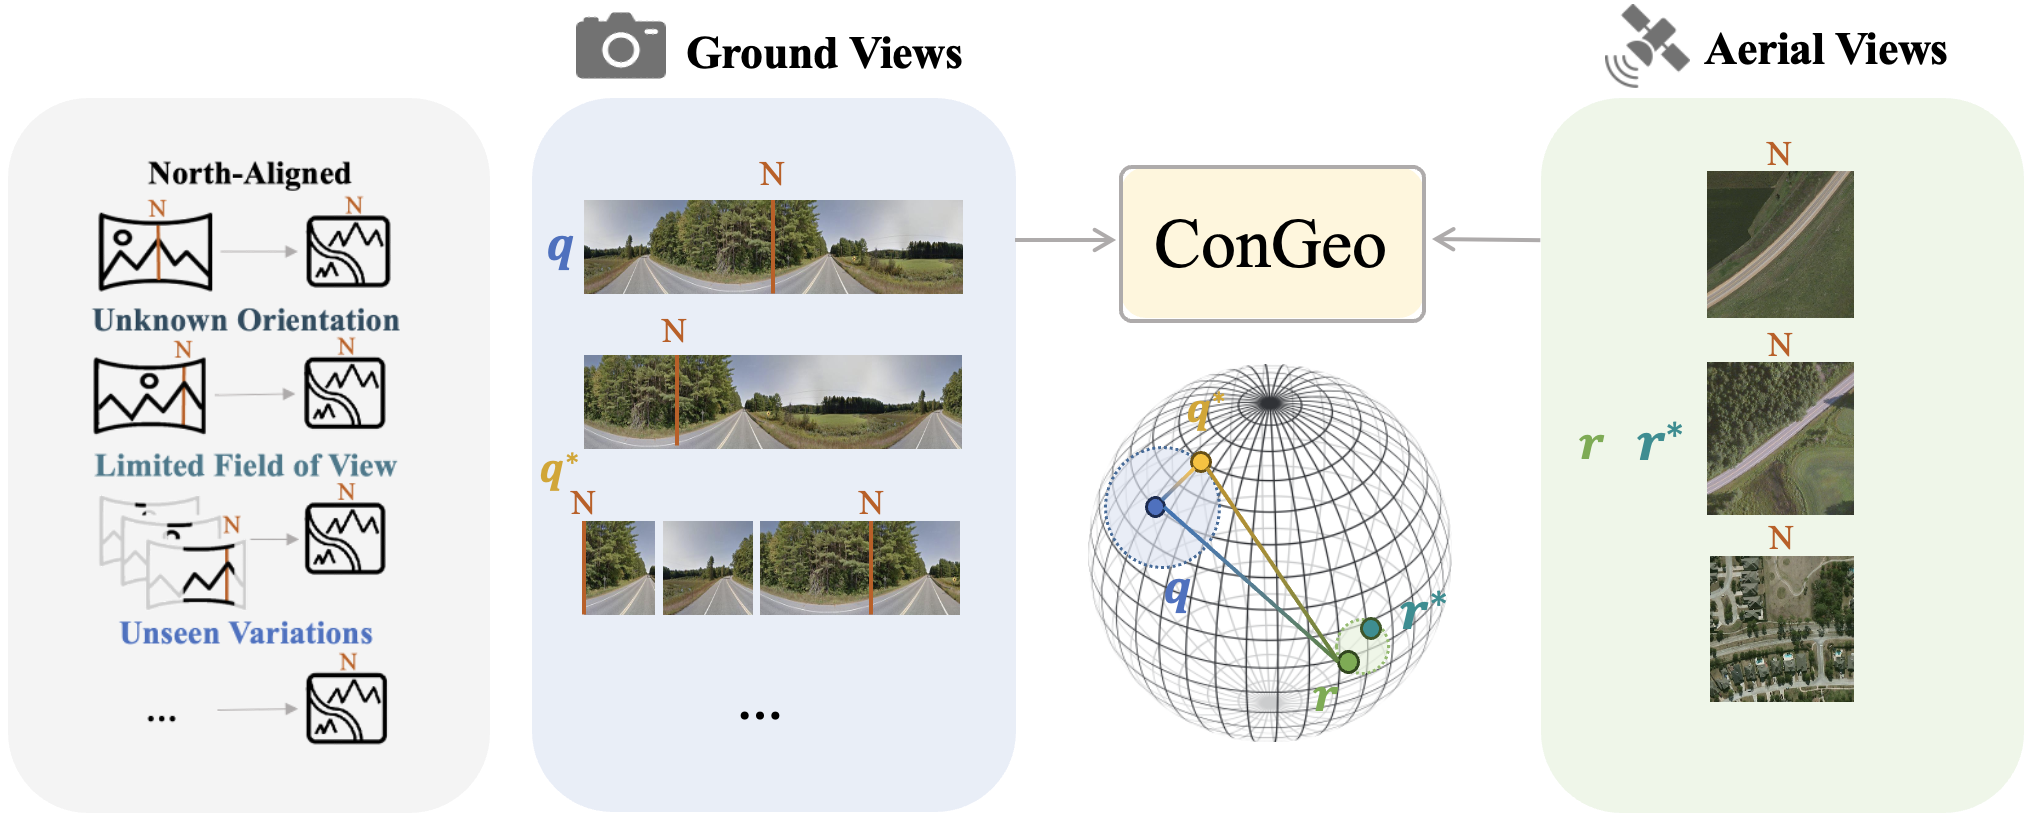 Ground Views
Aerial Views
North-Aligned
N
N
Unknown Orientation
N
N
Limited Field of View
N
N
Unseen Variations
N
...
N
q
N
q*
N
N
...
ConGeo
q*
q
r*
r
N
N
r r*
N